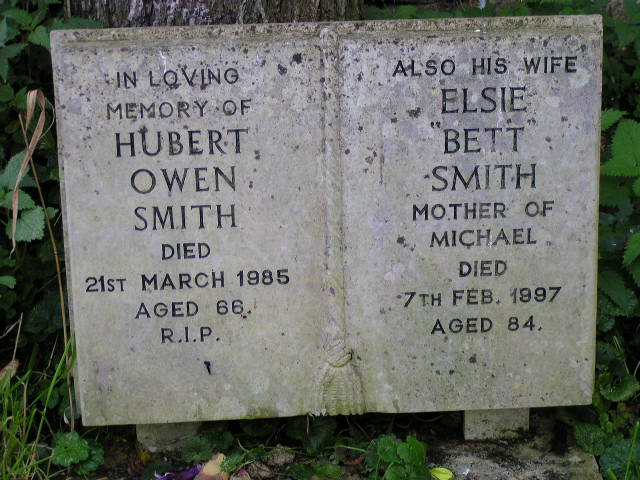 IN LOVING
MEMORY OF
HUBERT
OWEN
SMITH
DIED
21ST MARCH 1985
AGED 66.
R.I.P.
ALSO HIS WIFE
ELSIE
"BETT"
SMITH
MOTHER OF
MICHAEL
DIED
7TH FEB. 1997
AGED 84.